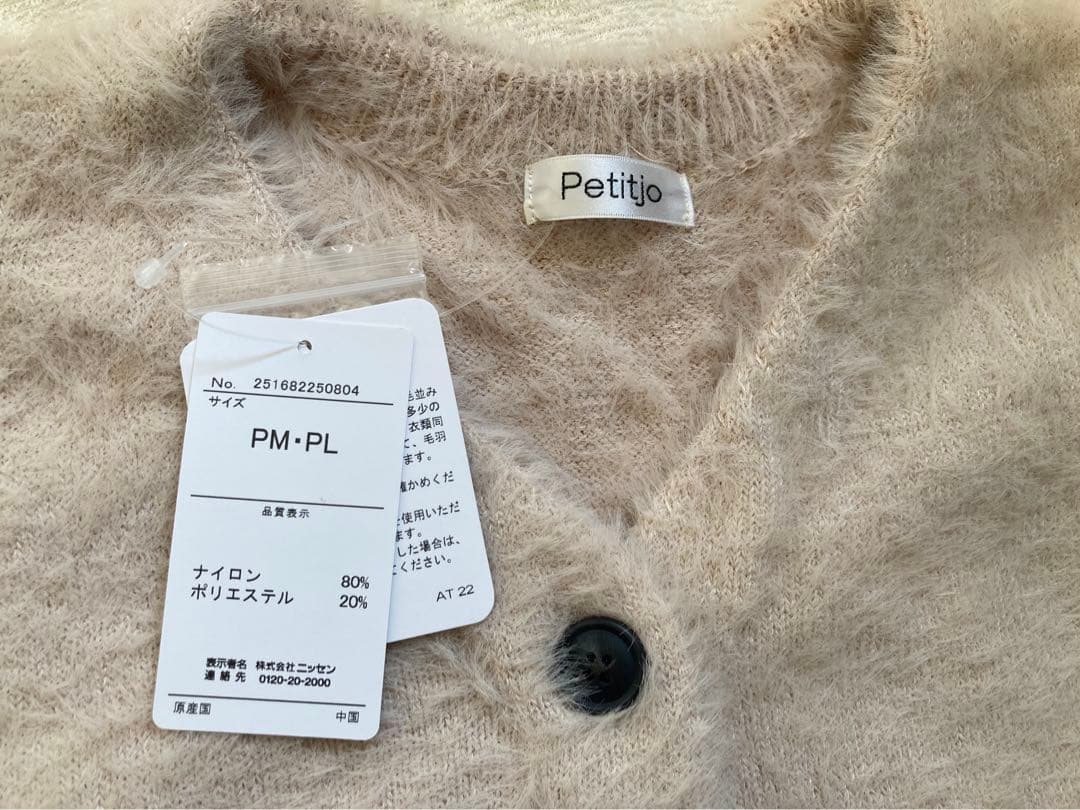 Petitjo
No. 251682250804
サイズ
PM・PL
品質表示
ナイロン 80%
ポリエステル 20%
表示者名 株式会社ニッセン
連絡先 0120-20-2000
原産国 中国
毛並み
多少の
衣類同
て、毛羽
ます。
確かめくだ
使用いただ
ます。
した場合は、
ください。
AT 22